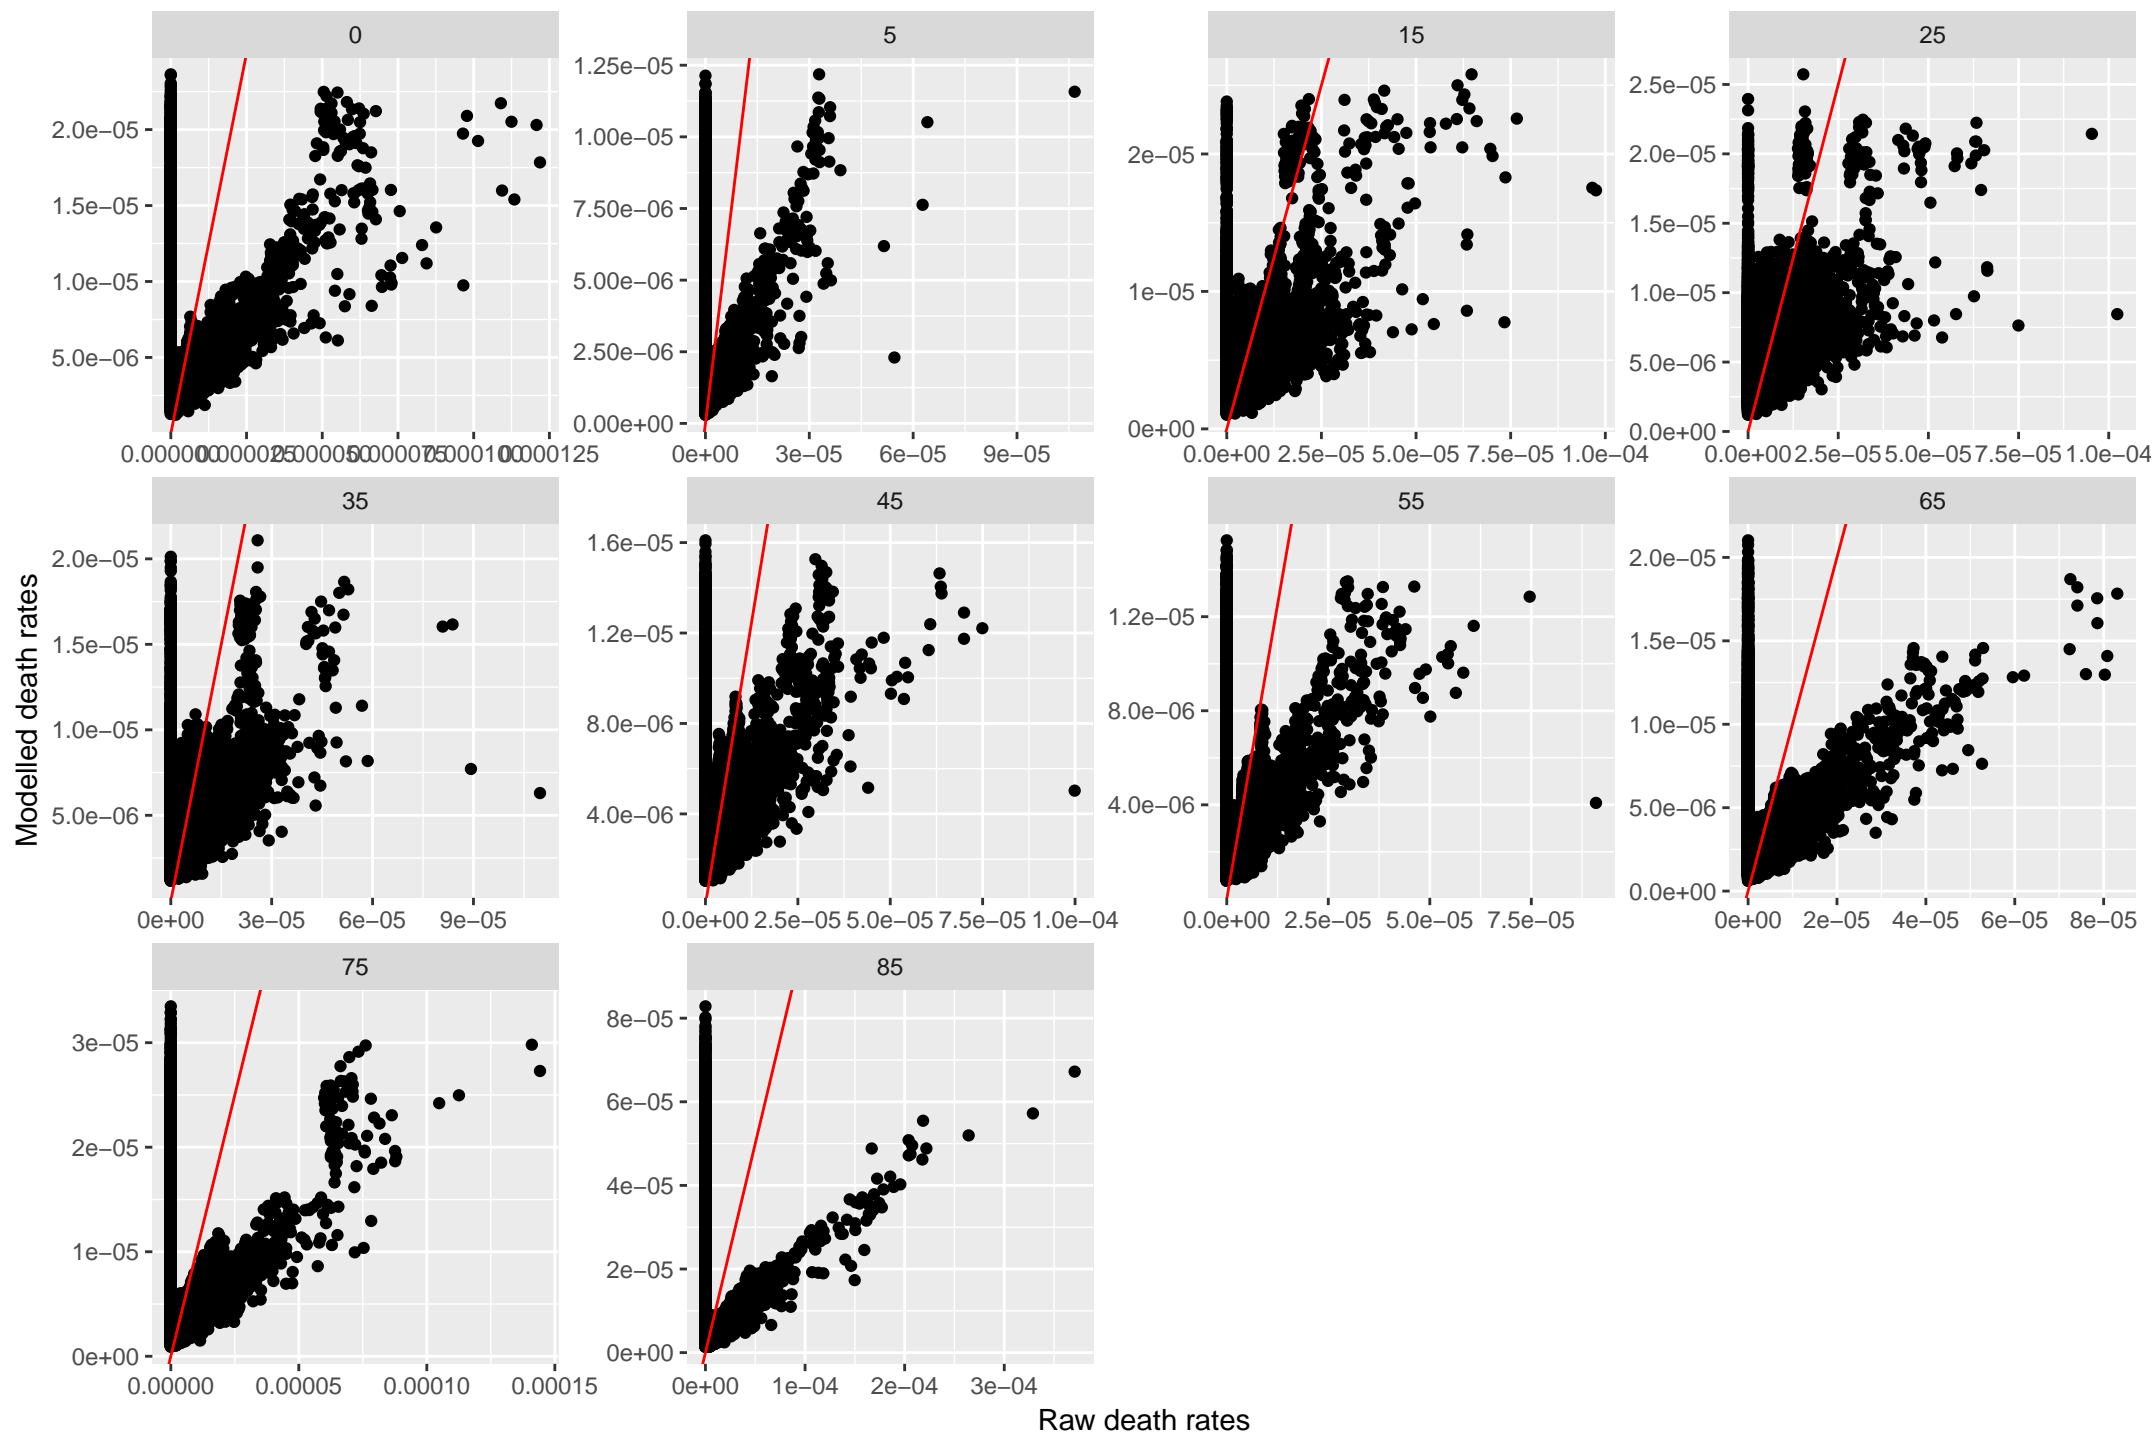 0 5 15 25
2.0e−05
1.5e−05
1.0e−05
5.0e−06
0.000000 0.000025 0.000050 0.000075 0.000100 0.000125
1.25e−05
1.00e−05
7.50e−06
5.00e−06
2.50e−06
0.00e+00
0e+00 3e−05 6e−05 9e−05
2e−05
1e−05
0e+00
0.0e+00 2.5e−05 5.0e−05 7.5e−05 1.0e−04
2.5e−05
2.0e−05
1.5e−05
1.0e−05
5.0e−06
0.0e+00
0.0e+00 2.5e−05 5.0e−05 7.5e−05 1.0e−04
35 45 55 65
Modelled death rates
2.0e−05
1.5e−05
1.0e−05
5.0e−06
0e+00 3e−05 6e−05 9e−05
1.6e−05
1.2e−05
8.0e−06
4.0e−06
0.0e+00 2.5e−05 5.0e−05 7.5e−05 1.0e−04
1.2e−05
8.0e−06
4.0e−06
0.0e+00 2.5e−05 5.0e−05 7.5e−05
2.0e−05
1.5e−05
1.0e−05
5.0e−06
0.0e+00
0e+00 2e−05 4e−05 6e−05 8e−05
75 85
3e−05
2e−05
1e−05
0e+00
0.00000 0.00005 0.00010 0.00015
8e−05
6e−05
4e−05
2e−05
0e+00
0e+00 1e−04 2e−04 3e−04
Raw death rates